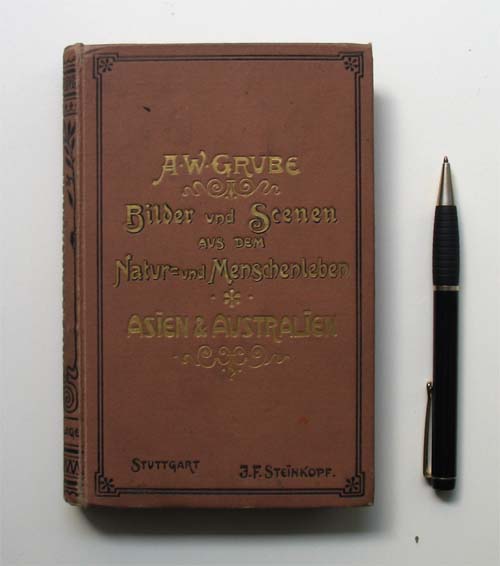 A·W·GRUBE
Bilder und Scenen
AUS DEM
Natur= und Menschenleben
ASIEN & AUSTRALIEN
STUTTGART J.F. STEINKOPF.